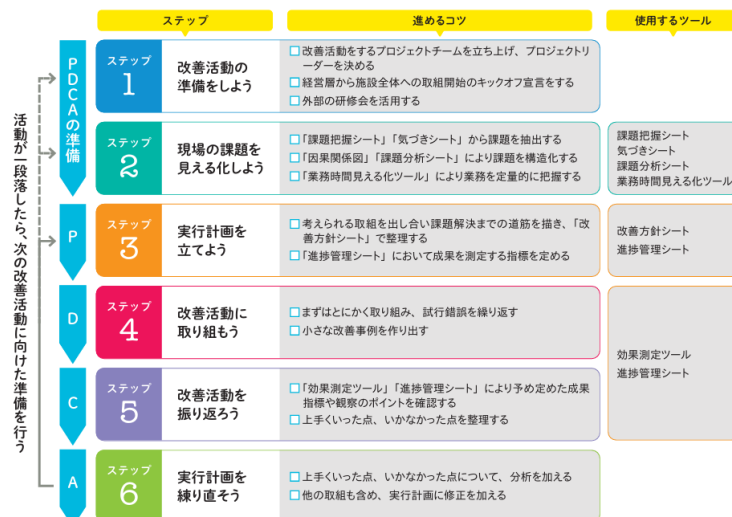 ステップ
進めるコツ
使用するツール
PDCAの準備
ステップ
1
改善活動の
準備をしよう
□改善活動をするプロジェクトチームを立ち上げ、プロジェクトリ
ーダーを決める
□経営層から施設全体への取組開始のキックオフ宣言をする
□外部の研修会を活用する
ステップ
2
現場の課題を
見える化しよう
□「課題把握シート」「気づきシート」から課題を抽出する
□「因果関係図」「課題分析シート」により課題を構造化する
□「業務時間見える化ツール」により業務を定量的に把握する
課題把握シート
気づきシート
課題分析シート
業務時間見える化ツール
P
ステップ
3
実行計画を
立てよう
□考えられる取組を出し合い課題解決までの道筋を描き、「改
善方針シート」で整理する
□「進捗管理シート」において成果を測定する指標を定める
改善方針シート
進捗管理シート
D
ステップ
4
改善活動に
取り組もう
□まずはとにかく取り組み、試行錯誤を繰り返す
□小さな改善事例を作り出す
効果測定ツール
進捗管理シート
C
ステップ
5
改善活動を
振り返ろう
□「効果測定ツール」「進捗管理シート」により予め定めた成果
指標や観察のポイントを確認する
□上手くいった点、いかなかった点を整理する
A
ステップ
6
実行計画を
練り直そう
□上手くいった点、いかなかった点について、分析を加える
□他の取組も含め、実行計画に修正を加える
活動が一段落したら、次の改善活動に向けた準備を行う